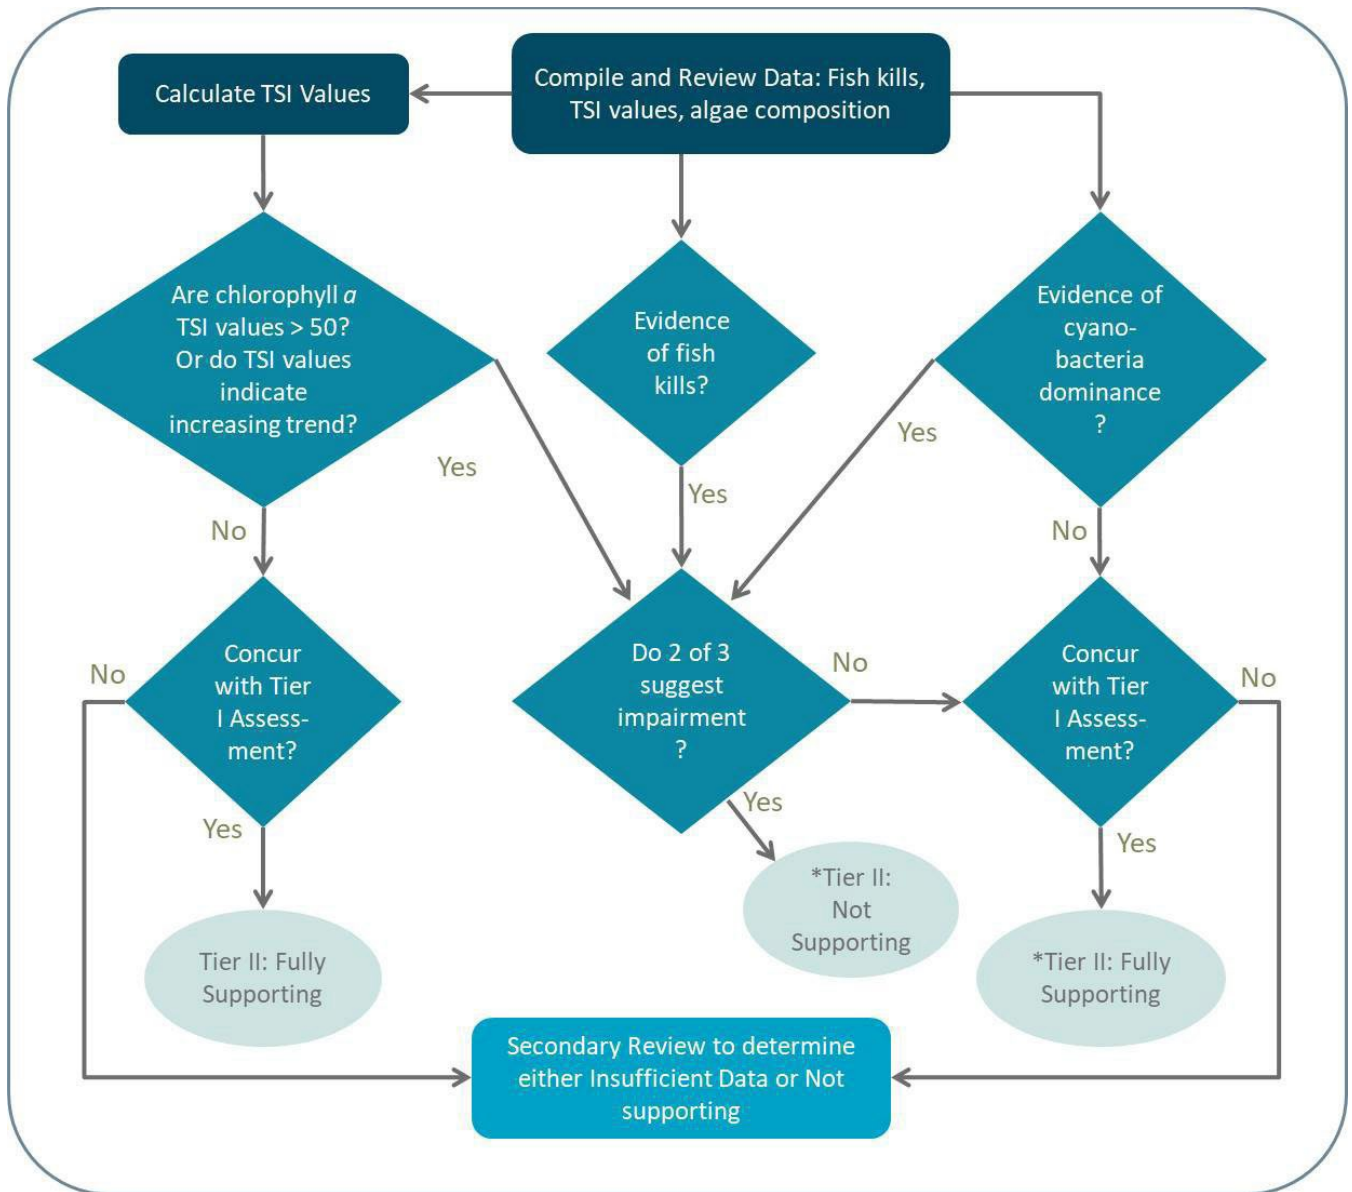 Calculate TSI Values
Compile and Review Data: Fish kills,
TSI values, algae composition
Are chlorophyll a
TSI values > 50?
Or do TSI values
indicate
increasing trend?
Evidence
of fish
kills?
Evidence of
cyano-
bacteria
dominance
?
Yes
Yes
Yes
No
No
Concur
with Tier
I Assess-
ment?
No
Yes
Do 2 of 3
suggest
impairment
?
No
Yes
Concur
with Tier
I Assess-
ment?
No
Yes
Tier II: Fully
Supporting
*Tier II:
Not
Supporting
*Tier II: Fully
Supporting
Secondary Review to determine
either Insufficient Data or Not
supporting